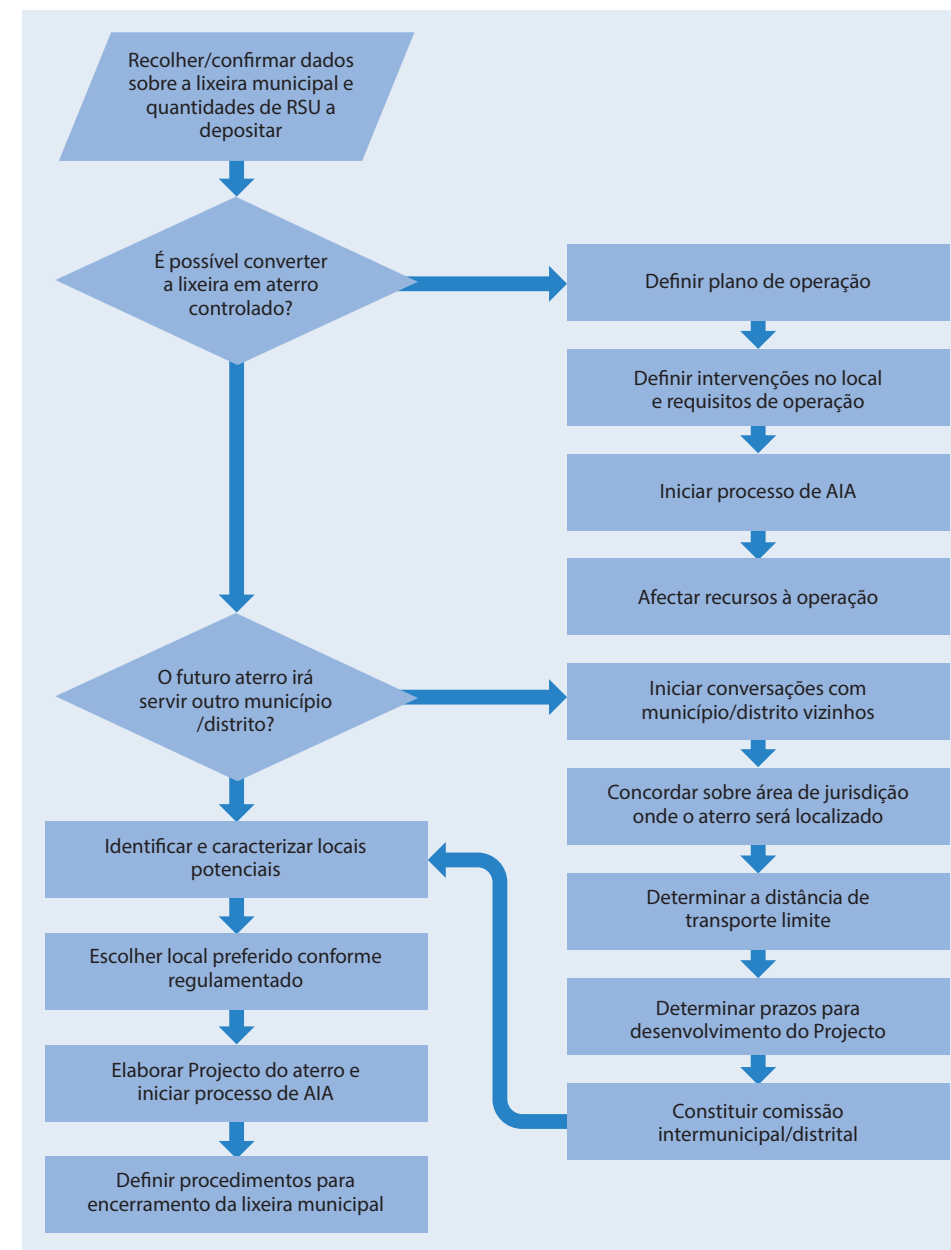 Recolher/confirmar dados
sobre a lixeira municipal e
quantidades de RSU a
depositar
É possível converter
a lixeira em aterro
controlado?
Definir plano de operação
Definir intervenções no local
e requisitos de operação
Iniciar processo de AIA
Afectar recursos à operação
O futuro aterro irá
servir outro município
/distrito?
Iniciar conversações com
município/distrito vizinhos
Concordar sobre área de jurisdição
onde o aterro será localizado
Determinar a distância de
transporte limite
Determinar prazos para
desenvolvimento do Projecto
Constituir comissão
intermunicipal/distrital
Identificar e caracterizar locais
potenciais
Escolher local preferido conforme
regulamentado
Elaborar Projecto do aterro e
iniciar processo de AIA
Definir procedimentos para
encerramento da lixeira municipal